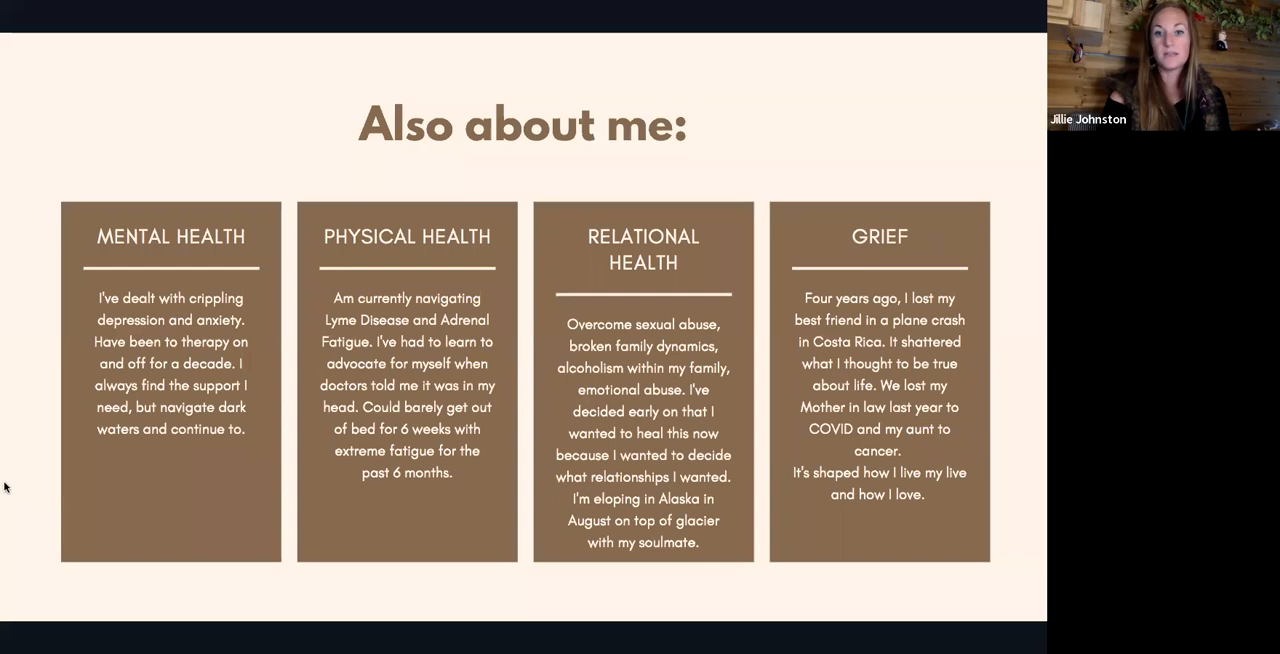 Also about me:
MENTAL HEALTH
I've dealt with crippling
depression and anxiety.
Have been to therapy on
and off for a decade. I
always find the support I
need, but navigate dark
waters and continue to.
PHYSICAL HEALTH
Am currently navigating
Lyme Disease and Adrenal
Fatigue. I've had to learn to
advocate for myself when
doctors told me it was in my
head. Could barely get out
of bed for 6 weeks with
extreme fatigue for the
past 6 months.
RELATIONAL
HEALTH
Overcome sexual abuse,
broken family dynamics,
alcoholism within my family,
emotional abuse. I've
decided early on that I
wanted to heal this now
because I wanted to decide
what relationships I wanted.
I'm eloping in Alaska in
August on top of glacier
with my soulmate.
GRIEF
Four years ago, I lost my
best friend in a plane crash
in Costa Rica. It shattered
what I thought to be true
about life. We lost my
Mother in law last year to
COVID and my aunt to
cancer.
It's shaped how I live my live
and how I love.
Jillie Johnston